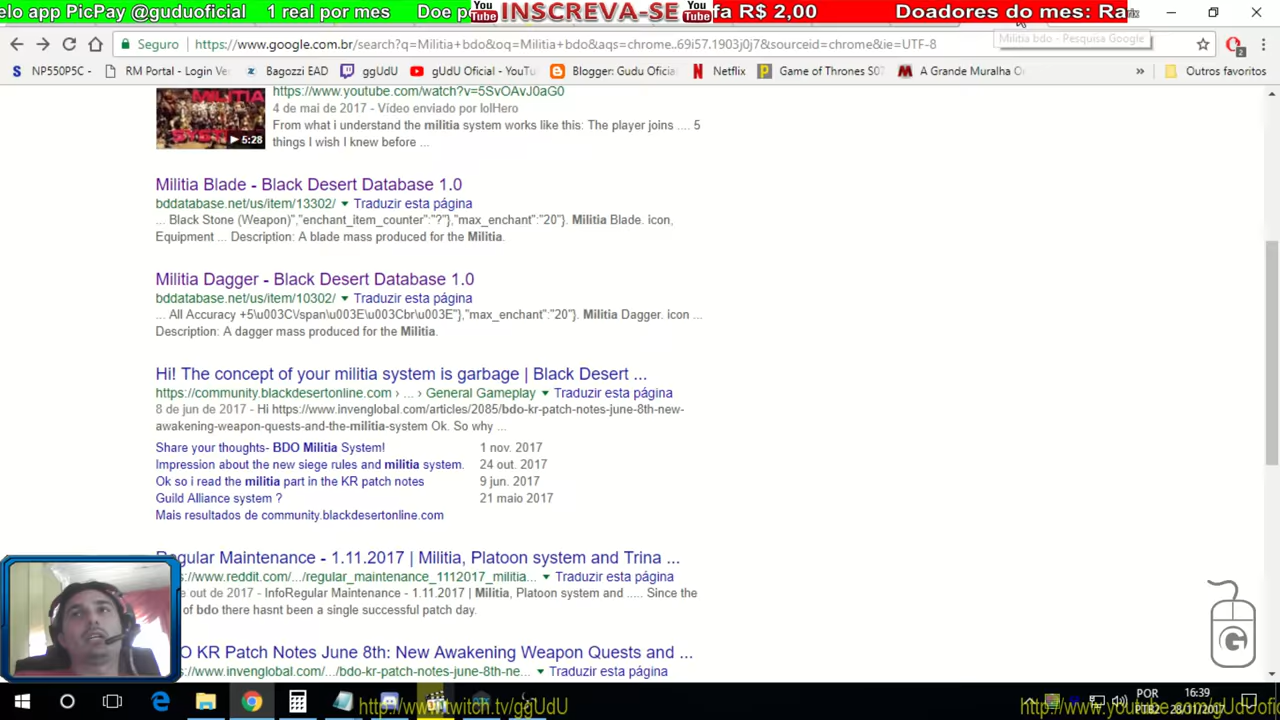 elo app PicPay @guduoficial 1 real por mes Doe p You Tube INSCREVA-SE You Tube fa R$ 2,00 Doadores do mes: Ra
Seguro https://www.google.com.br/search?q=Militia+bdo&oq=Militia+bdo&aqs=chrome..69i57.1903j0j7&sourceid=chrome&ie=UTF-8
Militia bdo - Pesquisa Google
NP550P5C - RM Portal - Login Ve Bagozzi EAD ggUdU gUdU Oficial - YouTu Blogger: Gudu Oficia Netflix Game of Thrones S07 A Grande Muralha Or » Outros favoritos
https://www.youtube.com/watch?v=5SvOAvJ0aG0
4 de mai de 2017 - Vídeo enviado por lolHero
From what i understand the militia system works like this: The player joins .... 5
things I wish I knew before ...
MILITIA
5:28
Militia Blade - Black Desert Database 1.0
bddatabase.net/us/item/13302/ Traduzir esta página
... Black Stone (Weapon)","enchant_item_counter":"?"},"max_enchant":"20"}. Militia Blade. icon,
Equipment ... Description: A blade mass produced for the Militia.
Militia Dagger - Black Desert Database 1.0
bddatabase.net/us/item/10302/ Traduzir esta página
... All Accuracy +5\u003C\/span\u003E\u003Cbr\u003E"},"max_enchant":"20"}. Militia Dagger. icon ...
Description: A dagger mass produced for the Militia.
Hi! The concept of your militia system is garbage | Black Desert ...
https://community.blackdesertonline.com › ... › General Gameplay Traduzir esta página
8 de jun de 2017 - Hi https://www.invenglobal.com/articles/2085/bdo-kr-patch-notes-june-8th-new-
awakening-weapon-quests-and-the-militia-system Ok. So why ...
Share your thoughts- BDO Militia System! 1 nov. 2017
Impression about the new siege rules and militia system. 24 out. 2017
Ok so i read the militia part in the KR patch notes 9 jun. 2017
Guild Alliance system ? 21 maio 2017
Mais resultados de community.blackdesertonline.com
Regular Maintenance - 1.11.2017 | Militia, Platoon system and Trina ...
s://www.reddit.com/.../regular_maintenance_1112017_militia... Traduzir esta página
e out de 2017 - InfoRegular Maintenance - 1.11.2017 | Militia, Platoon system and ..... Since the
of bdo there hasnt been a single successful patch day.
O KR Patch Notes June 8th: New Awakening Weapon Quests and ...
s://www.invenglobal.com/.../bdo-kr-patch-notes-june-8th-ne... Traduzir esta página
G
http://www.twitch.tv/ggUdU
POR 16:39
PTB2 28/11/2017